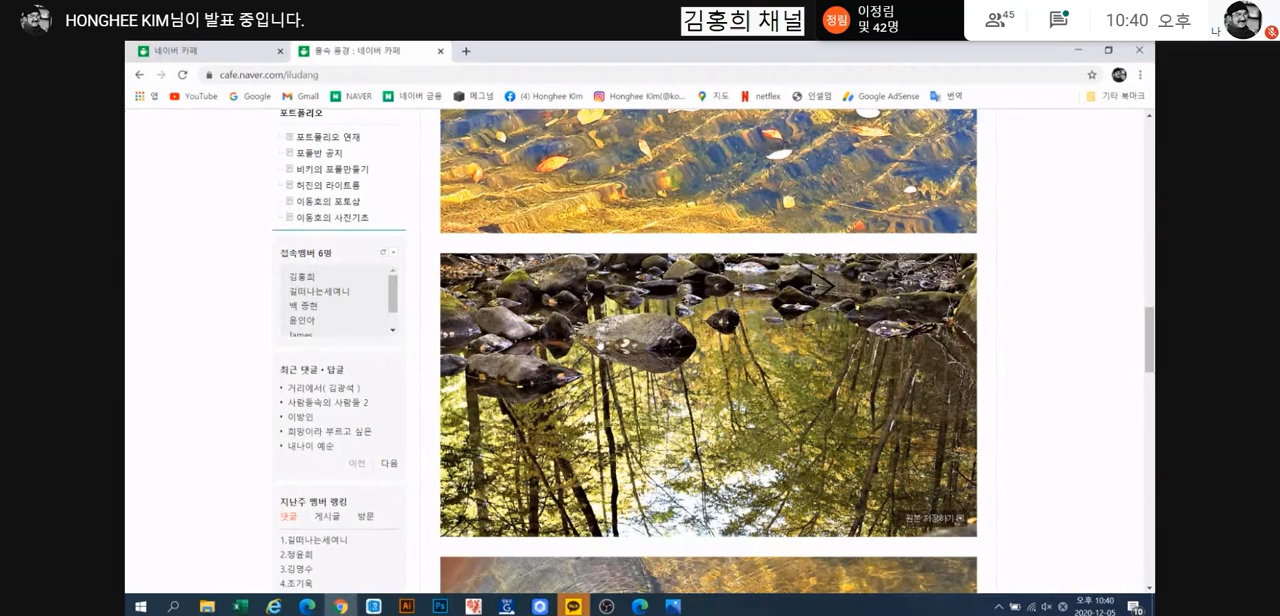 HONGHEE KIM님이 발표 중입니다.
김홍희 채널
정림
이정림
및 42명
45
10:40 오후
나
네이버 카페
물속 풍경 : 네이버 카페
cafe.naver.com/iludang
앱
YouTube
Google
Gmail
NAVER
네이버 금융
메그넘
(4) Honghee Kim
Honghee Kim(@ko...
지도
netflex
인셀덤
Google AdSense
번역
기타 북마크
포트폴리오
포트폴리오 연재
포폴반 공지
비키의 포폴만들기
허진의 라이트룸
이동호의 포토샵
이동호의 사진기초
접속멤버 6명
김홍희
길떠나는세여니
백 종현
윤인아
James
최근 댓글 • 답글
거리에서( 김광석 )
사람들속의 사람들 2
이방인
희망이라 부르고 싶은
내나이 예순
이전
다음
지난주 멤버 랭킹
댓글 게시글 방문
1.길떠나는세여니
2.정윤희
3.김명수
4.조기욱
원본 저장하기
오후 10:40
2020-12-05
10